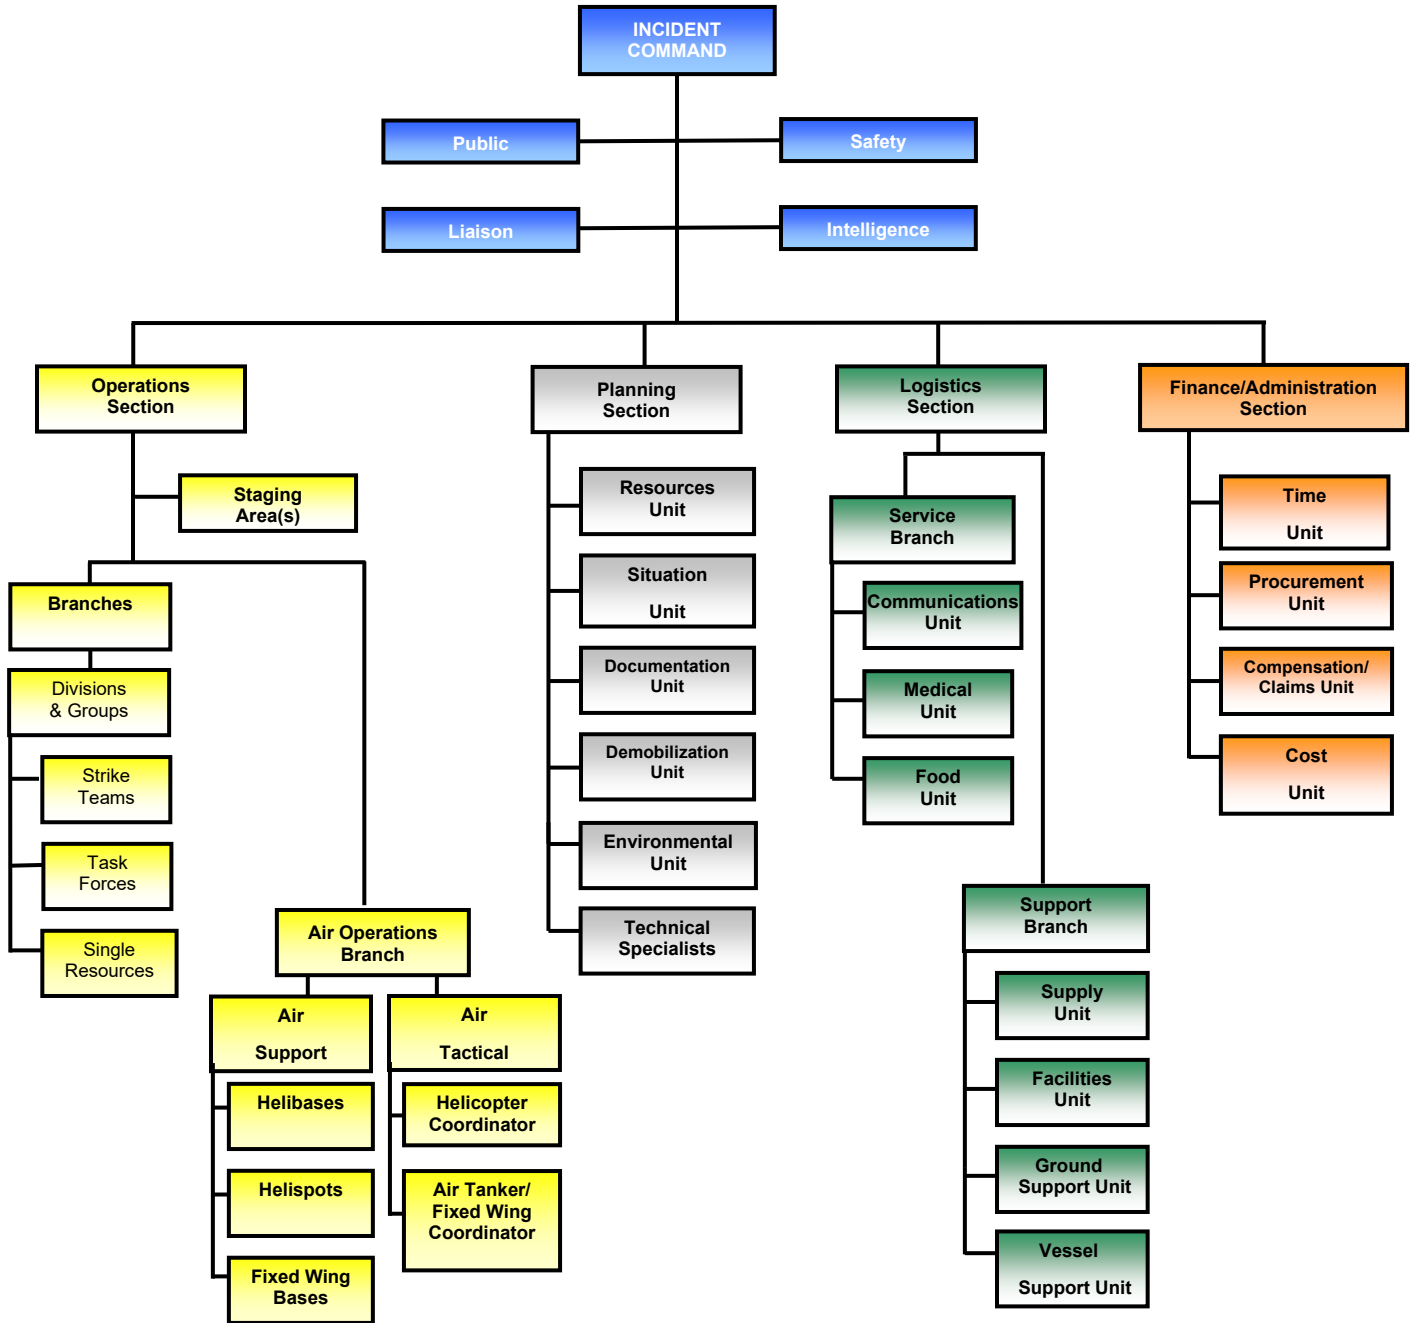 INCIDENT
COMMAND
Public
Safety
Liaison
Intelligence
Operations
Section
Staging
Area(s)
Branches
Divisions
& Groups
Strike
Teams
Task
Forces
Single
Resources
Air Operations
Branch
Air
Support
Helibases
Helispots
Fixed Wing
Bases
Air
Tactical
Helicopter
Coordinator
Air Tanker/
Fixed Wing
Coordinator
Planning
Section
Resources
Unit
Situation
Unit
Documentation
Unit
Demobilization
Unit
Environmental
Unit
Technical
Specialists
Logistics
Section
Service
Branch
Communications
Unit
Medical
Unit
Food
Unit
Support
Branch
Supply
Unit
Facilities
Unit
Ground
Support Unit
Vessel
Support Unit
Finance/Administration
Section
Time
Unit
Procurement
Unit
Compensation/
Claims Unit
Cost
Unit